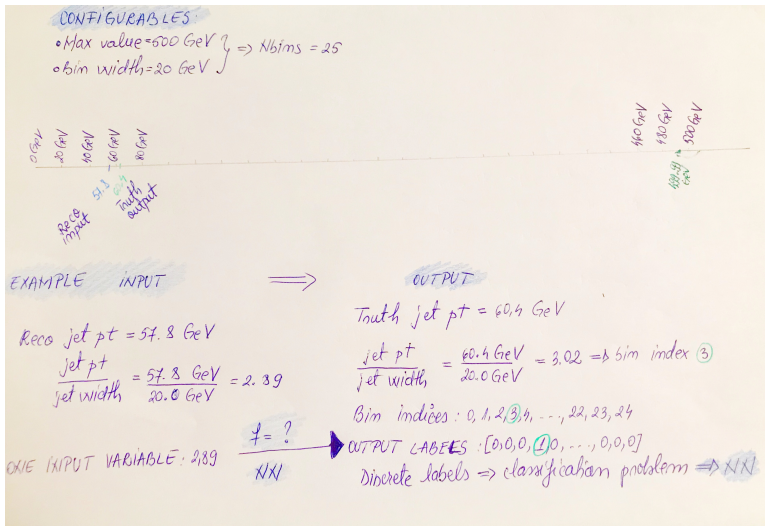 CONFIGURABLES:
• Max value=500 GeV
• Bin width=20 GeV
⇒ Nbins = 25
0 GeV
20 GeV
40 GeV
60 GeV
80 GeV
460 GeV
480 GeV
500 GeV
57.8
60.4
499.99 GeV
Reco input
Truth output
EXAMPLE INPUT ⇒ OUTPUT
Reco jet pt = 57.8 GeV
jet pt / jet width = 57.8 GeV / 20.0 GeV = 2.89
ONE INPUT VARIABLE: 2,89
f = ?
NN
Truth jet pt = 60,4 GeV
jet pt / jet width = 60.4 GeV / 20.0 GeV = 3.02 ⇒ bin index 3
Bin indices: 0, 1, 2, 3, 4, ..., 22, 23, 24
OUTPUT LABELS: [0,0,0,1,0, ..., 0,0,0]
Discrete labels ⇒ classification problem ⇒ NN